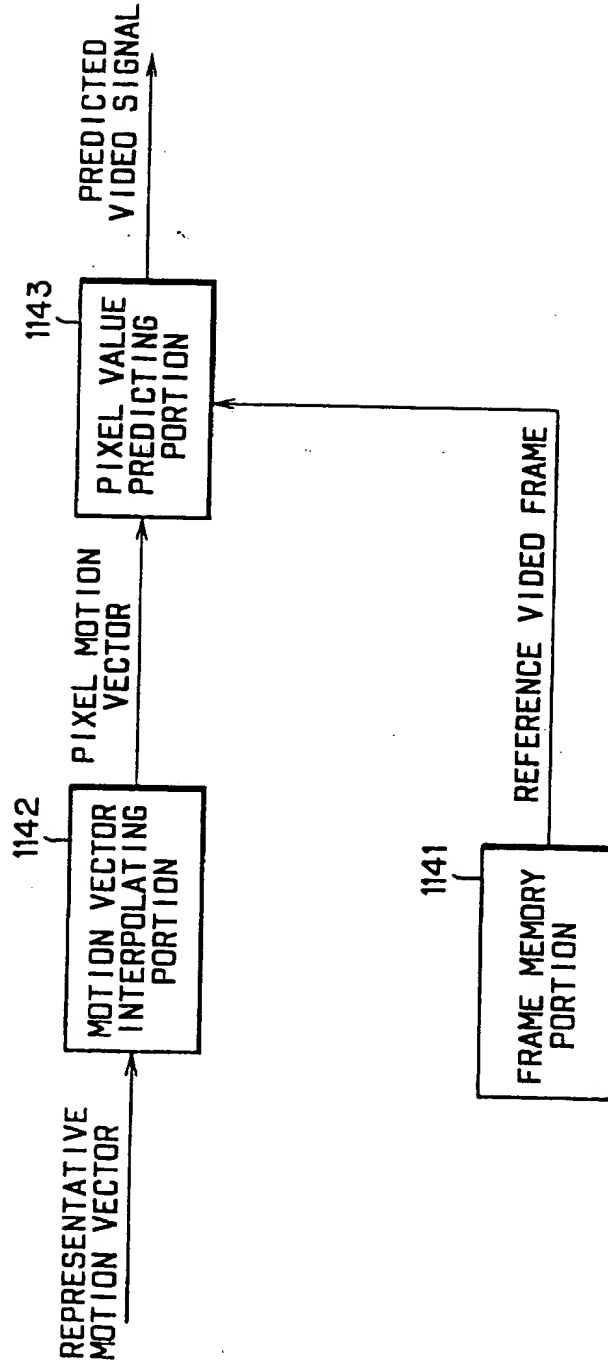 REPRESENTATIVE
MOTION VECTOR
1142
MOTION VECTOR
INTERPOLATING
PORTION
PIXEL MOTION
VECTOR
1143
PIXEL VALUE
PREDICTING
PORTION
PREDICTED
VIDEO SIGNAL
1141
FRAME MEMORY
PORTION
REFERENCE VIDEO FRAME